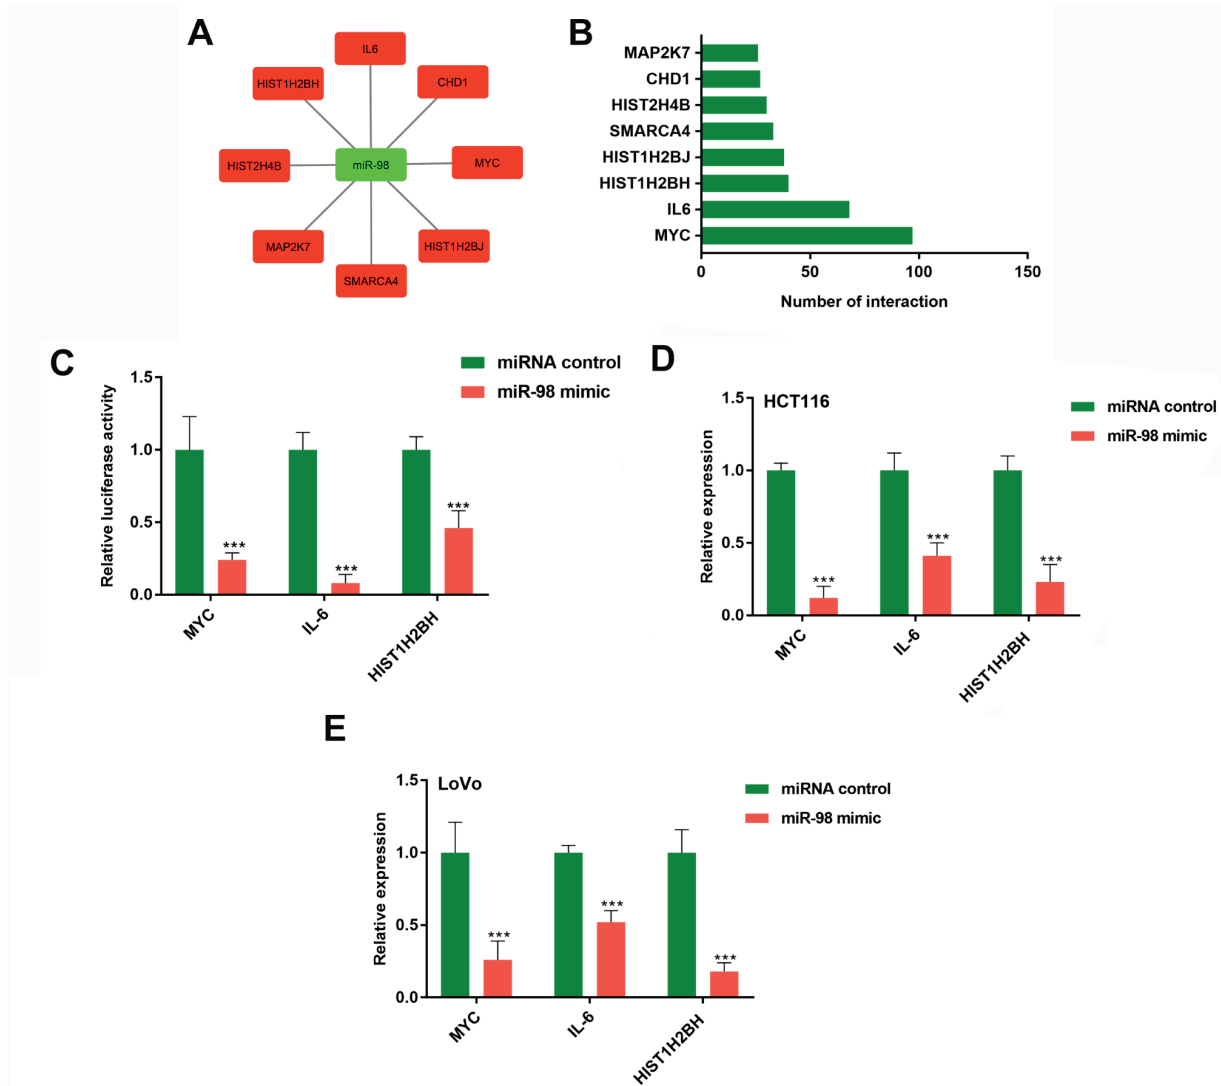 A
IL6
HIST1H2BH
CHD1
HIST2H4B
miR-98
MYC
MAP2K7
HIST1H2BJ
SMARCA4
B
MAP2K7
CHD1
HIST2H4B
SMARCA4
HIST1H2BJ
HIST1H2BH
IL6
MYC
0
50
100
150
Number of interaction
C
miRNA control
miR-98 mimic
Relative luciferase activity
1.5
1.0
0.5
0.0
***
***
***
MYC
IL-6
HIST1H2BH
D
HCT116
miRNA control
miR-98 mimic
Relative expression
1.5
1.0
0.5
0.0
***
***
***
MYC
IL-6
HIST1H2BH
E
LoVo
miRNA control
miR-98 mimic
Relative expression
1.5
1.0
0.5
0.0
***
***
***
MYC
IL-6
HIST1H2BH